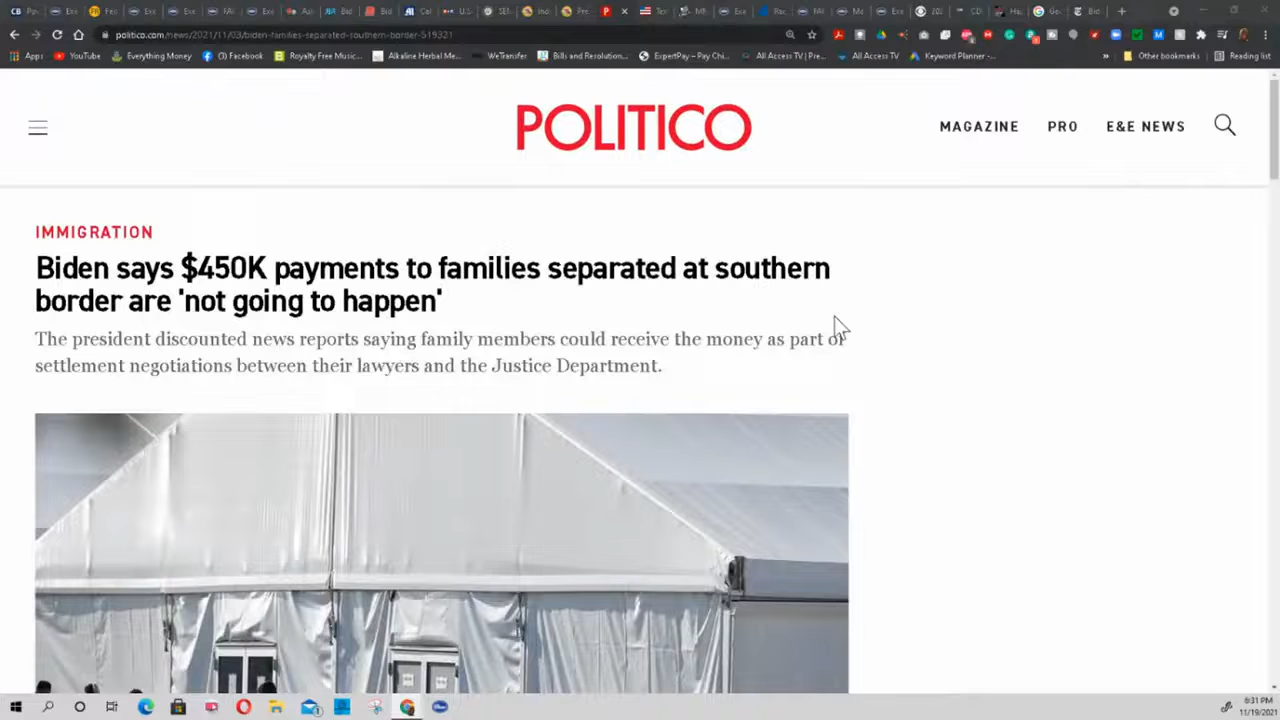 politico.com/news/2021/11/03/biden-families-separated-southern-border-519321
Apps YouTube Everything Money (3) Facebook Royalty Free Music... Alkaline Herbal Me... WeTransfer Bills and Resolution... ExpertPay – Pay Chi... All Access TV | Pre... All Access TV Keyword Planner -... » Other bookmarks Reading list
POLITICO
MAGAZINE PRO E&E NEWS
IMMIGRATION
Biden says $450K payments to families separated at southern
border are 'not going to happen'
The president discounted news reports saying family members could receive the money as part of
settlement negotiations between their lawyers and the Justice Department.
6:31 PM
11/19/2021